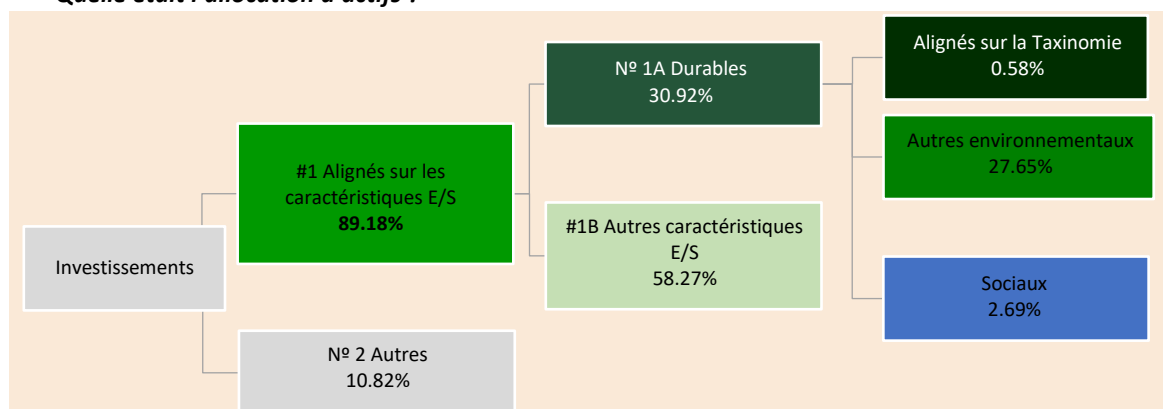 Quelle était l'allocation d'actifs ?
Investissements
#1 Alignés sur les
caractéristiques E/S
89.18%
Nº 2 Autres
10.82%
Nº 1A Durables
30.92%
#1B Autres caractéristiques
E/S
58.27%
Alignés sur la Taxinomie
0.58%
Autres environnementaux
27.65%
Sociaux
2.69%